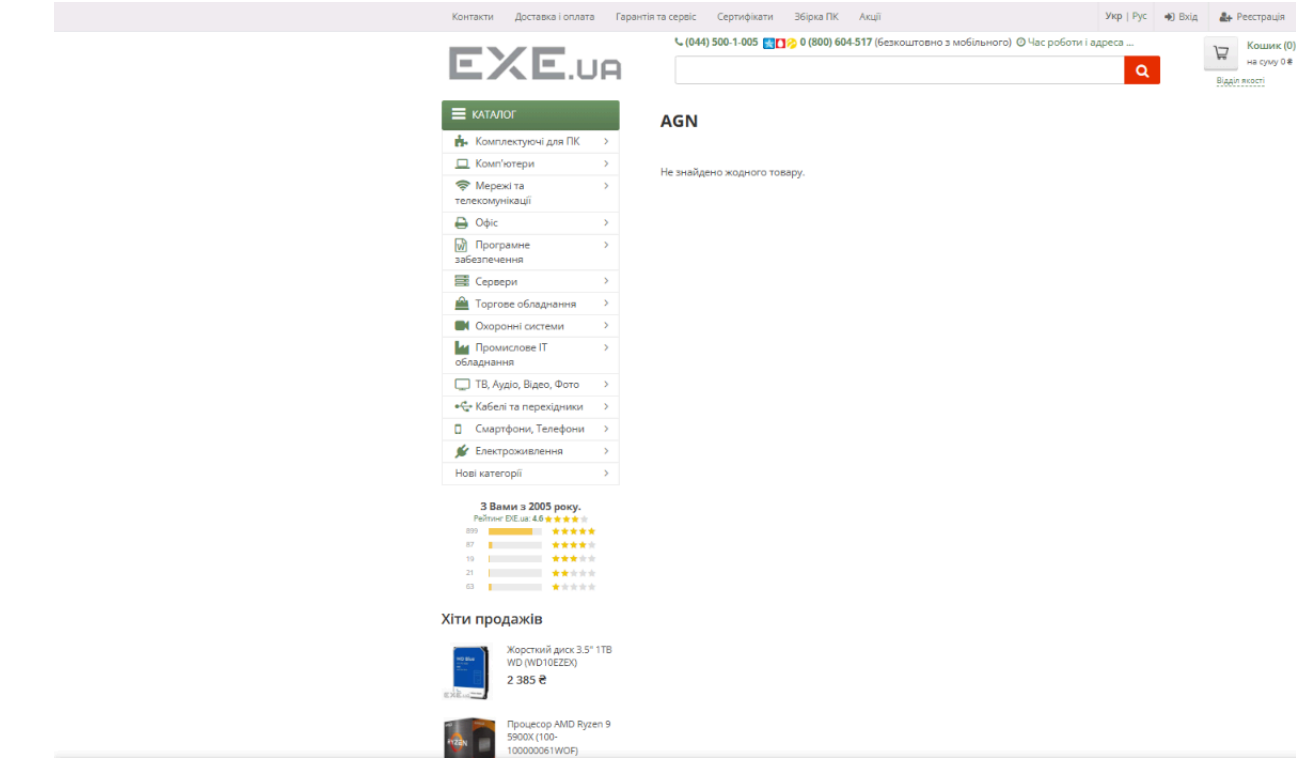 Контакти Доставка і оплата Гарантія та сервіс Сертифікати Збірка ПК Акції Укр | Рус Вхід Реєстрація
EXE.UA
(044) 500-1-005 0 (800) 604-517 (безкоштовно з мобільного) Час роботи і адреса ...
Кошик (0)
на суму 0 ₴
Відділ якості
КАТАЛОГ
Комплектуючі для ПК
Комп'ютери
Мережі та
телекомунікації
Офіс
Програмне
забезпечення
Сервери
Торгове обладнання
Охоронні системи
Промислове ІТ
обладнання
ТВ, Аудіо, Відео, Фото
Кабелі та перехідники
Смартфони, Телефони
Електроживлення
Нові категорії
AGN
Не знайдено жодного товару.
З Вами з 2005 року.
Рейтинг EXE.ua: 4.6
899
87
19
21
63
Хіти продажів
Жорсткий диск 3.5" 1TB
WD (WD10EZEX)
2 385 ₴
Процесор AMD Ryzen 9
5900X (100-
100000061WOF)